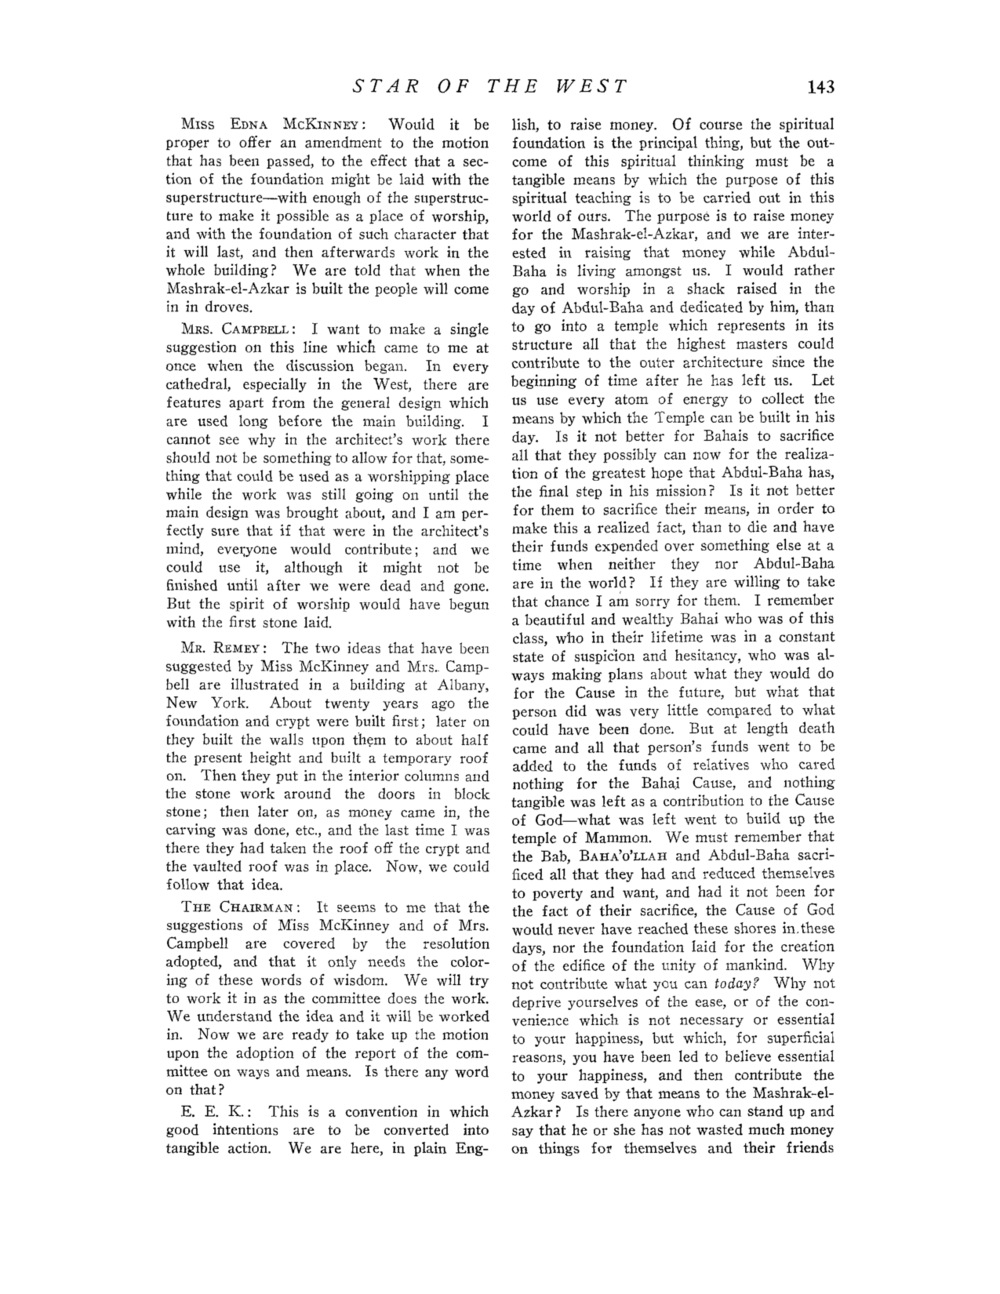 STAR OF THE WEST 143
MISS EDNA MCKINNEY: Would it be
proper to offer an amendment to the motion
that has been passed, to the effect that a sec-
tion of the foundation might be laid with the
superstructure—with enough of the superstruc-
ture to make it possible as a place of worship,
and with the foundation of such character that
it will last, and then afterwards work in the
whole building? We are told that when the
Mashrak-el-Azkar is built the people will come
in in droves.
MRS. CAMPBELL: I want to make a single
suggestion on this line which came to me at
once when the discussion began. In every
cathedral, especially in the West, there are
features apart from the general design which
are used long before the main building. I
cannot see why in the architect's work there
should not be something to allow for that, some-
thing that could be used as a worshipping place
while the work was still going on until the
main design was brought about, and I am per-
fectly sure that if that were in the architect's
mind, everyone would contribute; and we
could use it, although it might not be
finished until after we were dead and gone.
But the spirit of worship would have begun
with the first stone laid.
MR. REMEY: The two ideas that have been
suggested by Miss McKinney and Mrs. Camp-
bell are illustrated in a building at Albany,
New York. About twenty years ago the
foundation and crypt were built first; later on
they built the walls upon them to about half
the present height and built a temporary roof
on. Then they put in the interior columns and
the stone work around the doors in block
stone; then later on, as money came in, the
carving was done, etc., and the last time I was
there they had taken the roof off the crypt and
the vaulted roof was in place. Now, we could
follow that idea.
THE CHAIRMAN: It seems to me that the
suggestions of Miss McKinney and of Mrs.
Campbell are covered by the resolution
adopted, and that it only needs the color-
ing of these words of wisdom. We will try
to work it in as the committee does the work.
We understand the idea and it will be worked
in. Now we are ready to take up the motion
upon the adoption of the report of the com-
mittee on ways and means. Is there any word
on that?
E. E. K.: This is a convention in which
good intentions are to be converted into
tangible action. We are here, in plain Eng-
lish, to raise money. Of course the spiritual
foundation is the principal thing, but the out-
come of this spiritual thinking must be a
tangible means by which the purpose of this
spiritual teaching is to be carried out in this
world of ours. The purpose is to raise money
for the Mashrak-el-Azkar, and we are inter-
ested in raising that money while Abdul-
Baha is living amongst us. I would rather
go and worship in a shack raised in the
day of Abdul-Baha and dedicated by him, than
to go into a temple which represents in its
structure all that the highest masters could
contribute to the outer architecture since the
beginning of time after he has left us. Let
us use every atom of energy to collect the
means by which the Temple can be built in his
day. Is it not better for Bahais to sacrifice
all that they possibly can now for the realiza-
tion of the greatest hope that Abdul-Baha has,
the final step in his mission? Is it not better
for them to sacrifice their means, in order to
make this a realized fact, than to die and have
their funds expended over something else at a
time when neither they nor Abdul-Baha
are in the world? If they are willing to take
that chance I am sorry for them. I remember
a beautiful and wealthy Bahai who was of this
class, who in their lifetime was in a constant
state of suspicion and hesitancy, who was al-
ways making plans about what they would do
for the Cause in the future, but what that
person did was very little compared to what
could have been done. But at length death
came and all that person's funds went to be
added to the funds of relatives who cared
nothing for the Bahai Cause, and nothing
tangible was left as a contribution to the Cause
of God—what was left went to build up the
temple of Mammon. We must remember that
the Bab, BAHA'O'LLAH and Abdul-Baha sacri-
ficed all that they had and reduced themselves
to poverty and want, and had it not been for
the fact of their sacrifice, the Cause of God
would never have reached these shores in these
days, nor the foundation laid for the creation
of the edifice of the unity of mankind. Why
not contribute what you can today? Why not
deprive yourselves of the ease, or of the con-
venience which is not necessary or essential
to your happiness, but which, for superficial
reasons, you have been led to believe essential
to your happiness, and then contribute the
money saved by that means to the Mashrak-el-
Azkar? Is there anyone who can stand up and
say that he or she has not wasted much money
on things for themselves and their friends